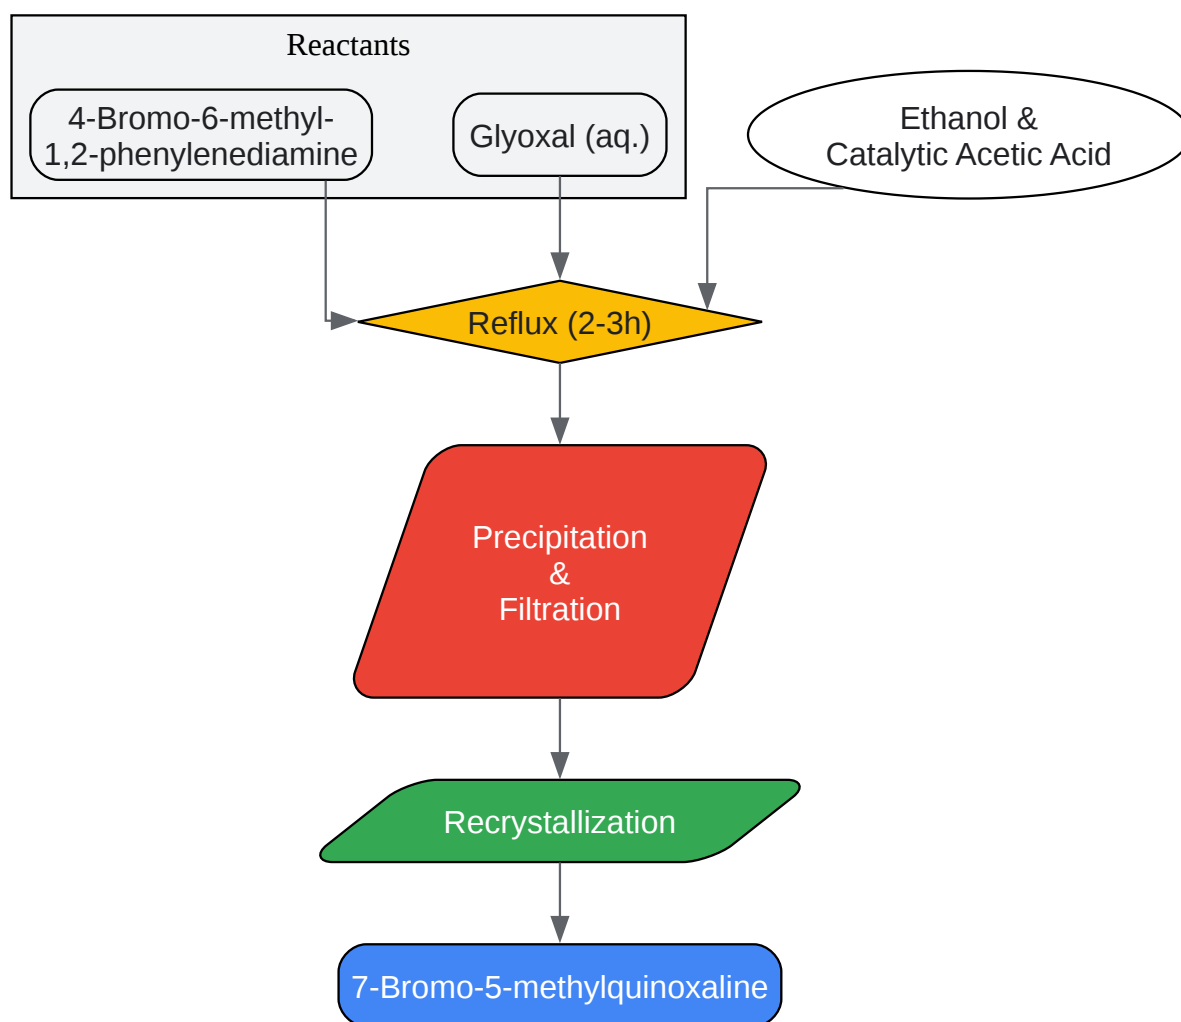 Reactants
4-Bromo-6-methyl-
1,2-phenylenediamine
Glyoxal (aq.)
Ethanol &
Catalytic Acetic Acid
Reflux (2-3h)
Precipitation
&
Filtration
Recrystallization
7-Bromo-5-methylquinoxaline